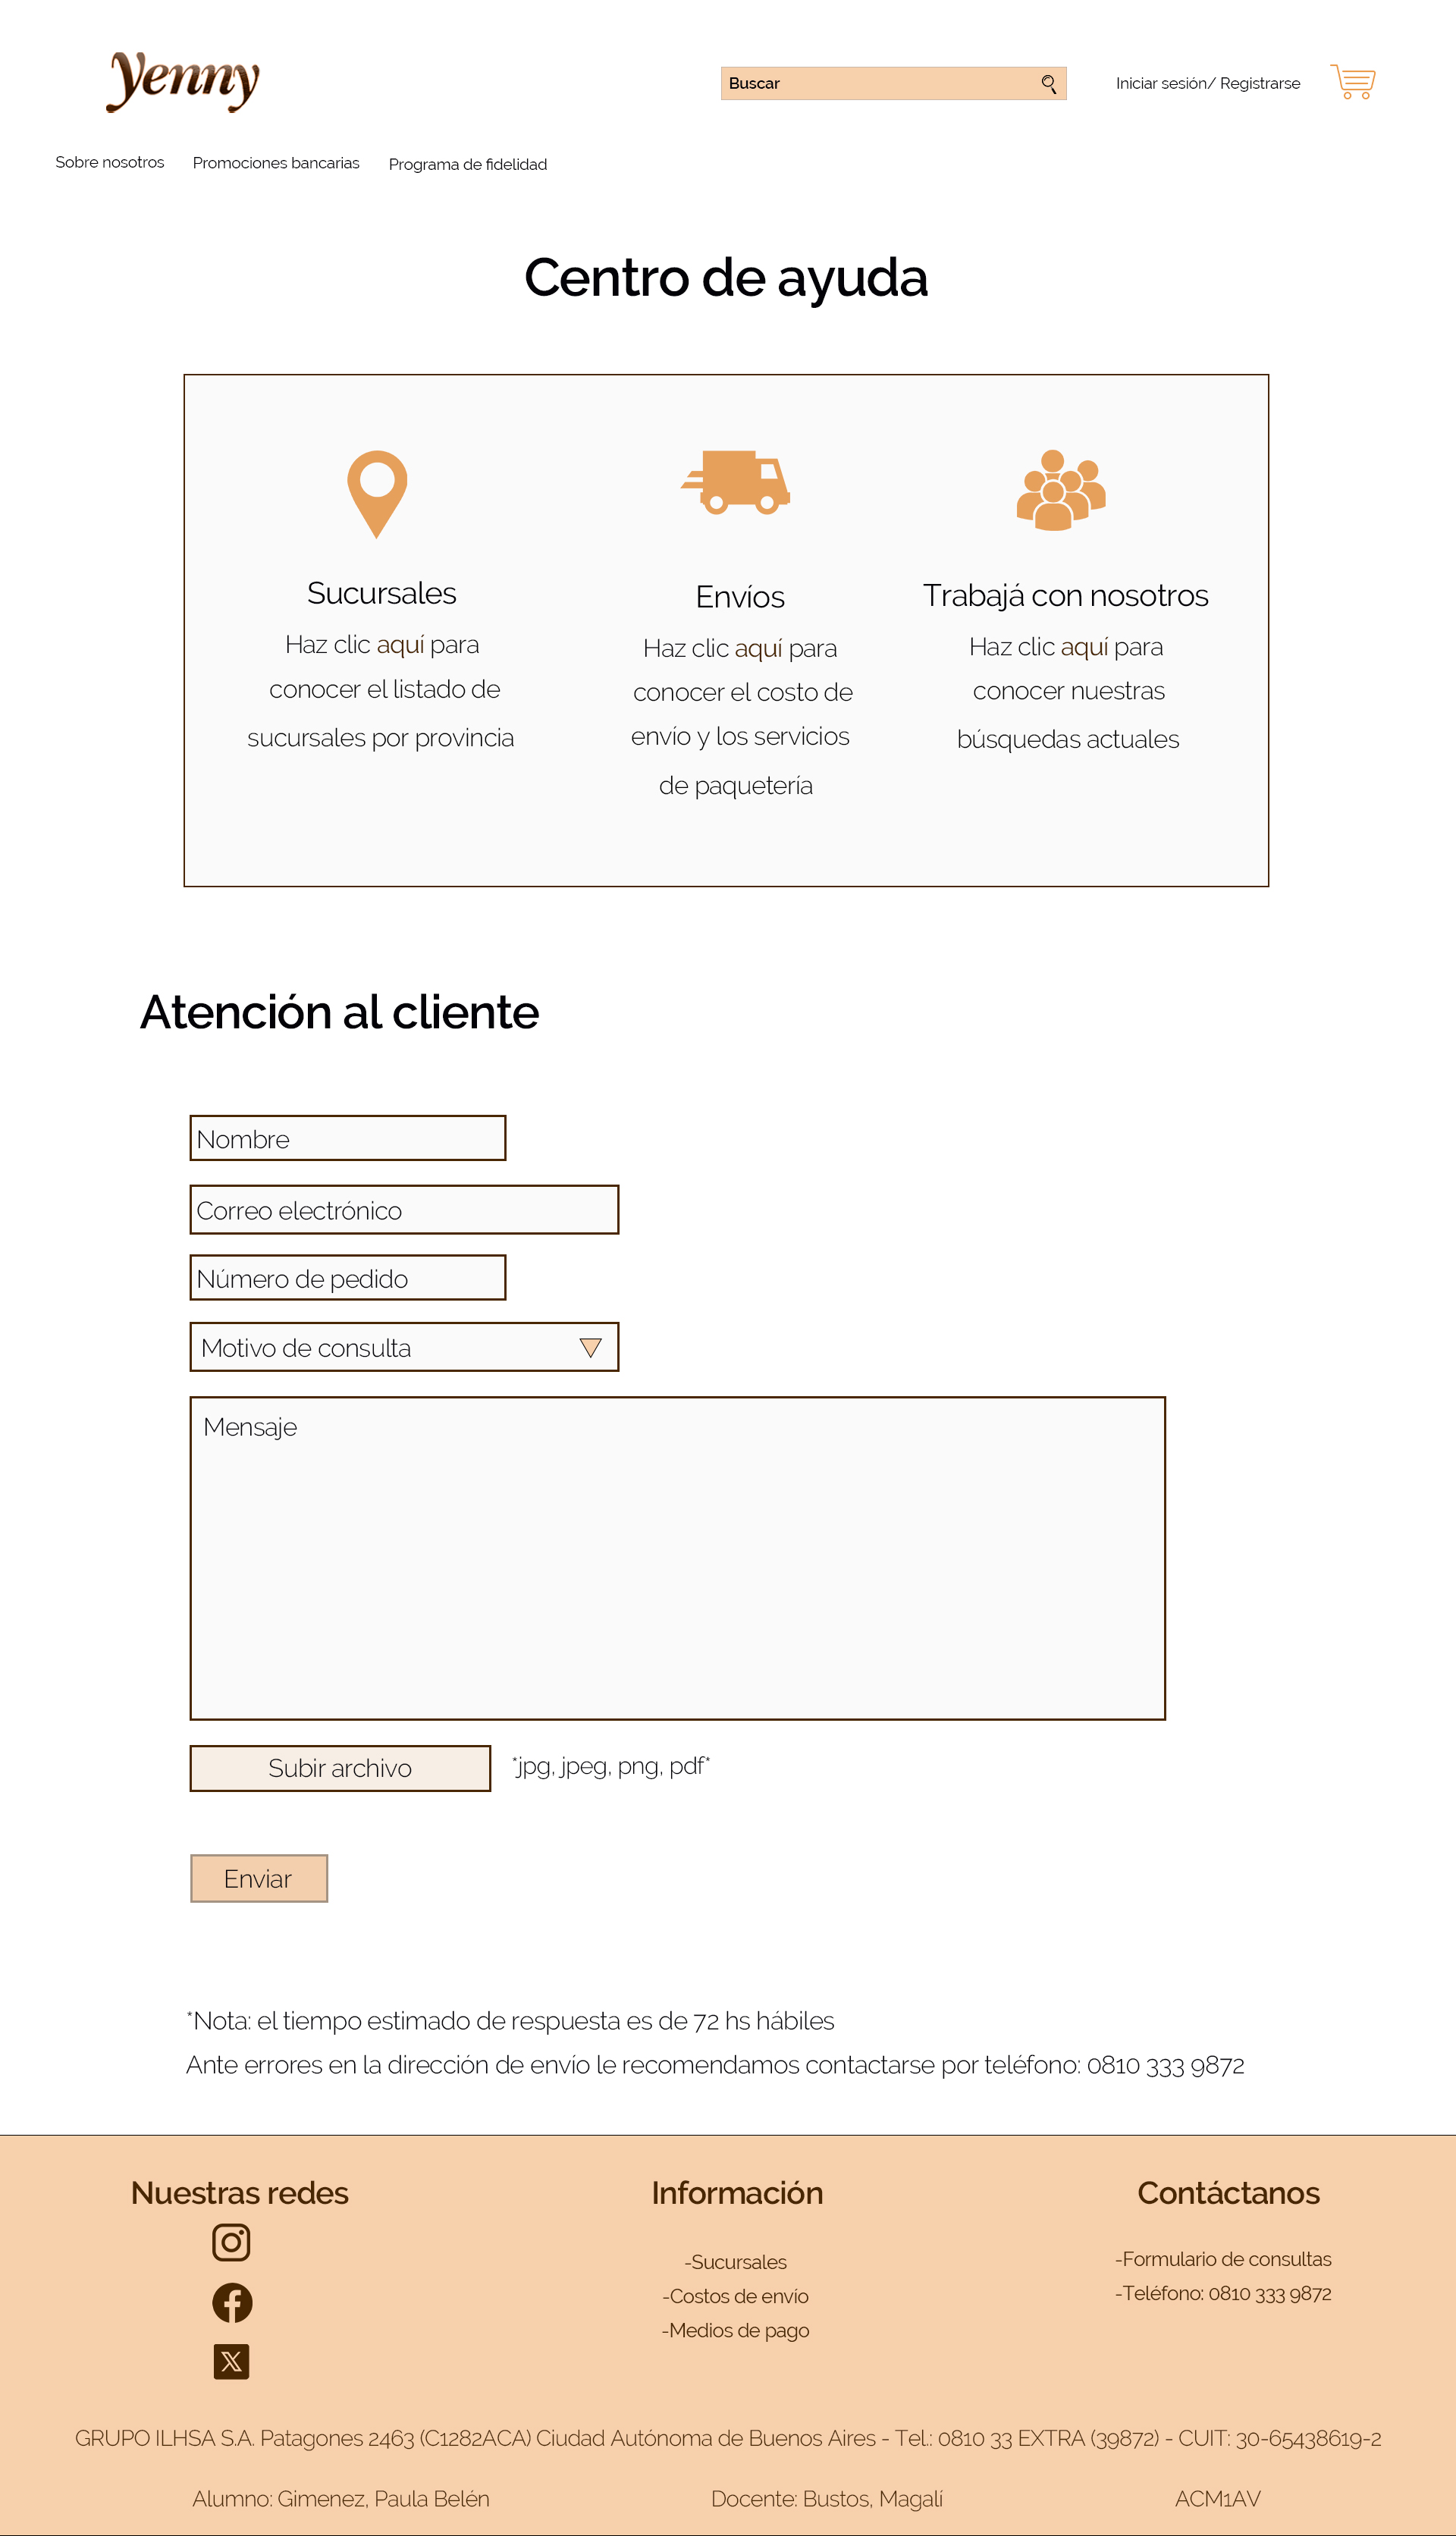 Yenny
Buscar
Iniciar sesión/ Registrarse
Sobre nosotros
Promociones bancarias
Programa de fidelidad
Centro de ayuda
Sucursales
Haz clic aquí para
conocer el listado de
sucursales por provincia
Envíos
Haz clic aquí para
conocer el costo de
envío y los servicios
de paquetería
Trabajá con nosotros
Haz clic aquí para
conocer nuestras
búsquedas actuales
Atención al cliente
Nombre
Correo electrónico
Número de pedido
Motivo de consulta
Mensaje
Subir archivo
*jpg, jpeg, png, pdf*
Enviar
*Nota: el tiempo estimado de respuesta es de 72 hs hábiles
Ante errores en la dirección de envío le recomendamos contactarse por teléfono: 0810 333 9872
Nuestras redes
Información
-Sucursales
-Costos de envío
-Medios de pago
Contáctanos
-Formulario de consultas
-Teléfono: 0810 333 9872
GRUPO ILHSA S.A. Patagones 2463 (C1282ACA) Ciudad Autónoma de Buenos Aires - Tel.: 0810 33 EXTRA (39872) - CUIT: 30-65438619-2
Alumno: Gimenez, Paula Belén
Docente: Bustos, Magalí
ACM1AV